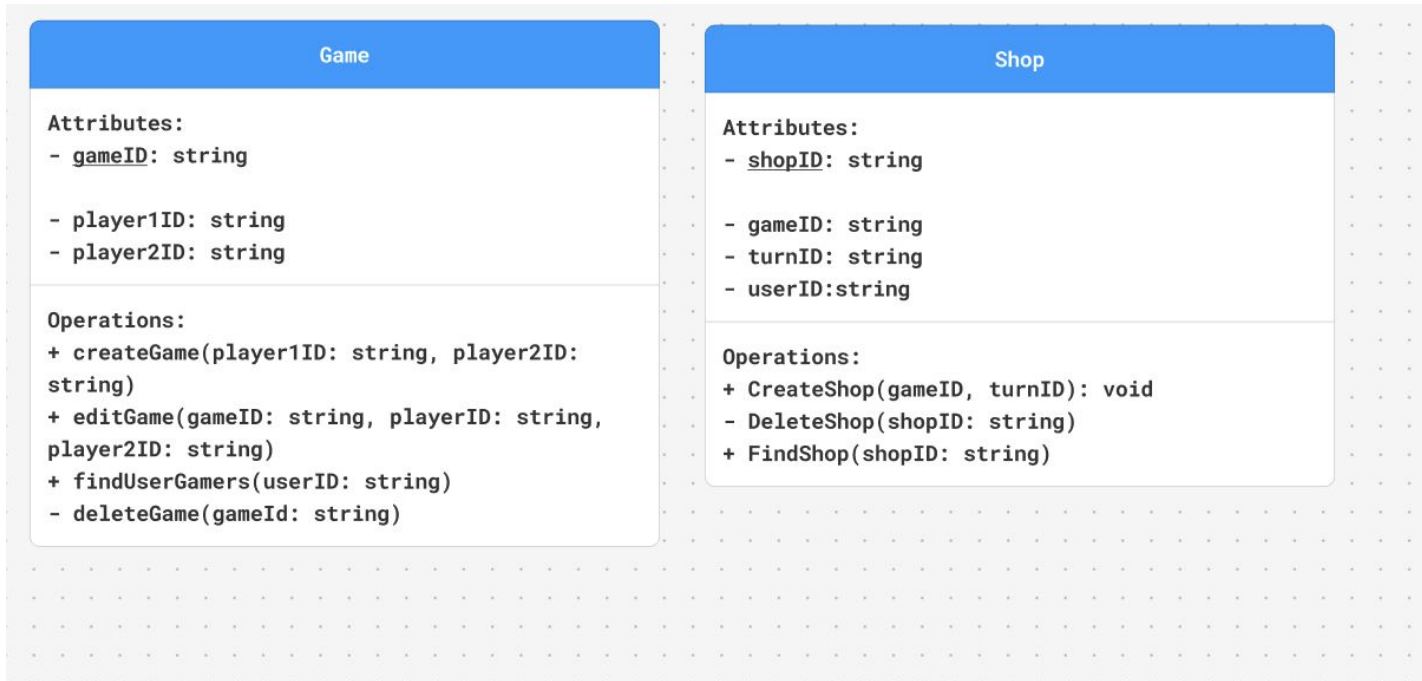 Game
Attributes:
- gameID: string
- player1ID: string
- player2ID: string
Operations:
+ createGame(player1ID: string, player2ID:
string)
+ editGame(gameID: string, playerID: string,
player2ID: string)
+ findUserGamers(userID: string)
- deleteGame(gameId: string)
Shop
Attributes:
- shopID: string
- gameID: string
- turnID: string
- userID:string
Operations:
+ CreateShop(gameID, turnID): void
- DeleteShop(shopID: string)
+ FindShop(shopID: string)